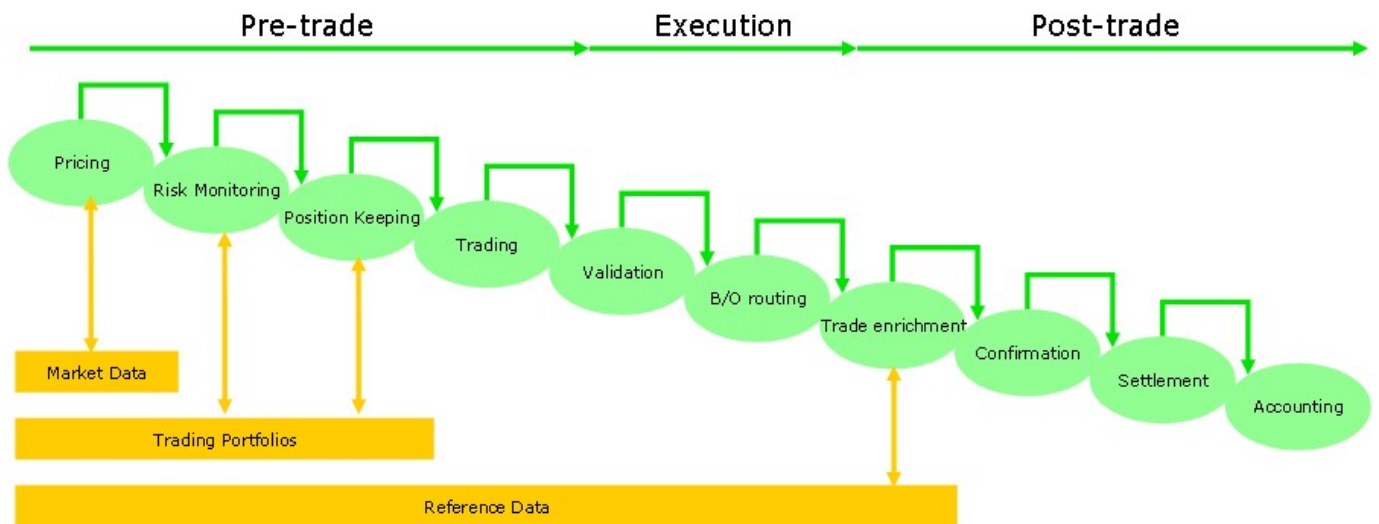 Pre-trade
Execution
Post-trade
Pricing
Risk Monitoring
Position Keeping
Trading
Validation
B/O routing
Trade enrichment
Confirmation
Settlement
Accounting
Market Data
Trading Portfolios
Reference Data